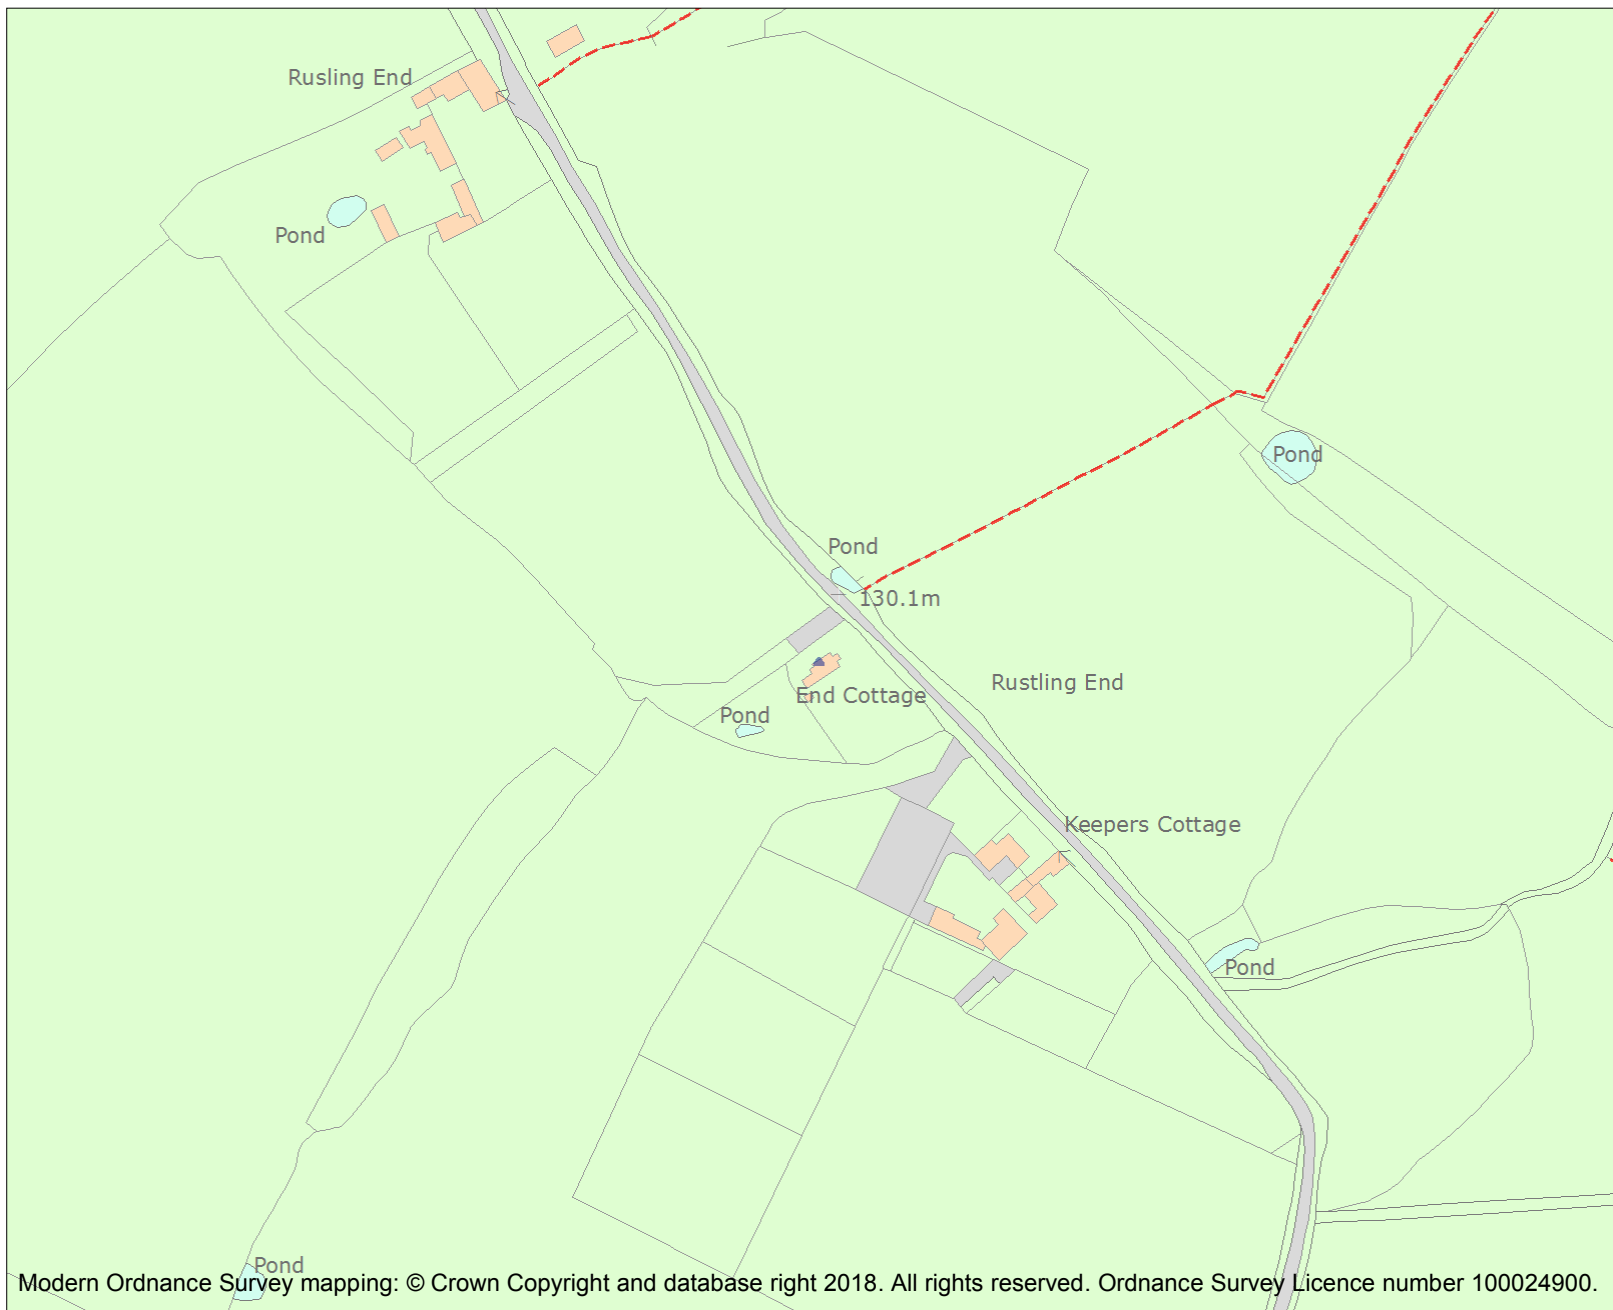 Rusling End
Pond
Pond
Pond
130.1m
Rustling End
End Cottage
Pond
Keepers Cottage
Pond
Pond
Modern Ordnance Survey mapping: © Crown Copyright and database right 2018. All rights reserved. Ordnance Survey Licence number 100024900.